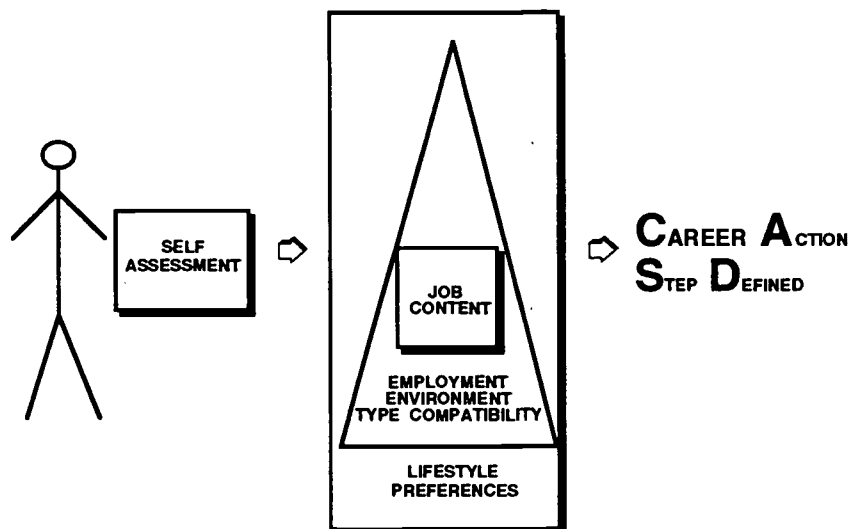 SELF
ASSESSMENT
JOB
CONTENT
EMPLOYMENT
ENVIRONMENT
TYPE COMPATIBILITY
LIFESTYLE
PREFERENCES
CAREER ACTION
STEP DEFINED